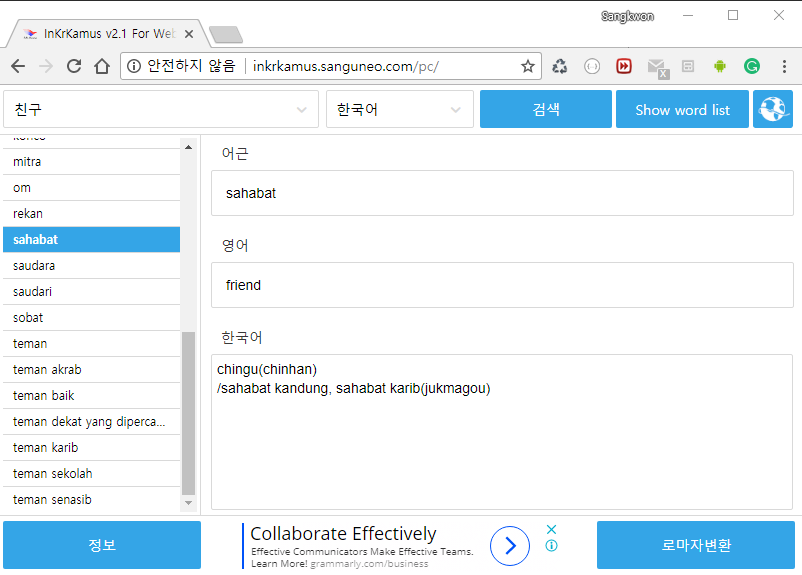 Sangkwon
InKrKamus v2.1 For Web
안전하지 않음 inkrkamus.sanguneo.com/pc/
친구 한국어 검색 Show word list
mitra
om
rekan
sahabat
saudara
saudari
sobat
teman
teman akrab
teman baik
teman dekat yang diperca...
teman karib
teman sekolah
teman senasib
어근
sahabat
영어
friend
한국어
chingu(chinhan)
/sahabat kandung, sahabat karib(jukmagou)
정보
Collaborate Effectively
Effective Communicators Make Effective Teams.
Learn More! grammarly.com/business
로마자변환